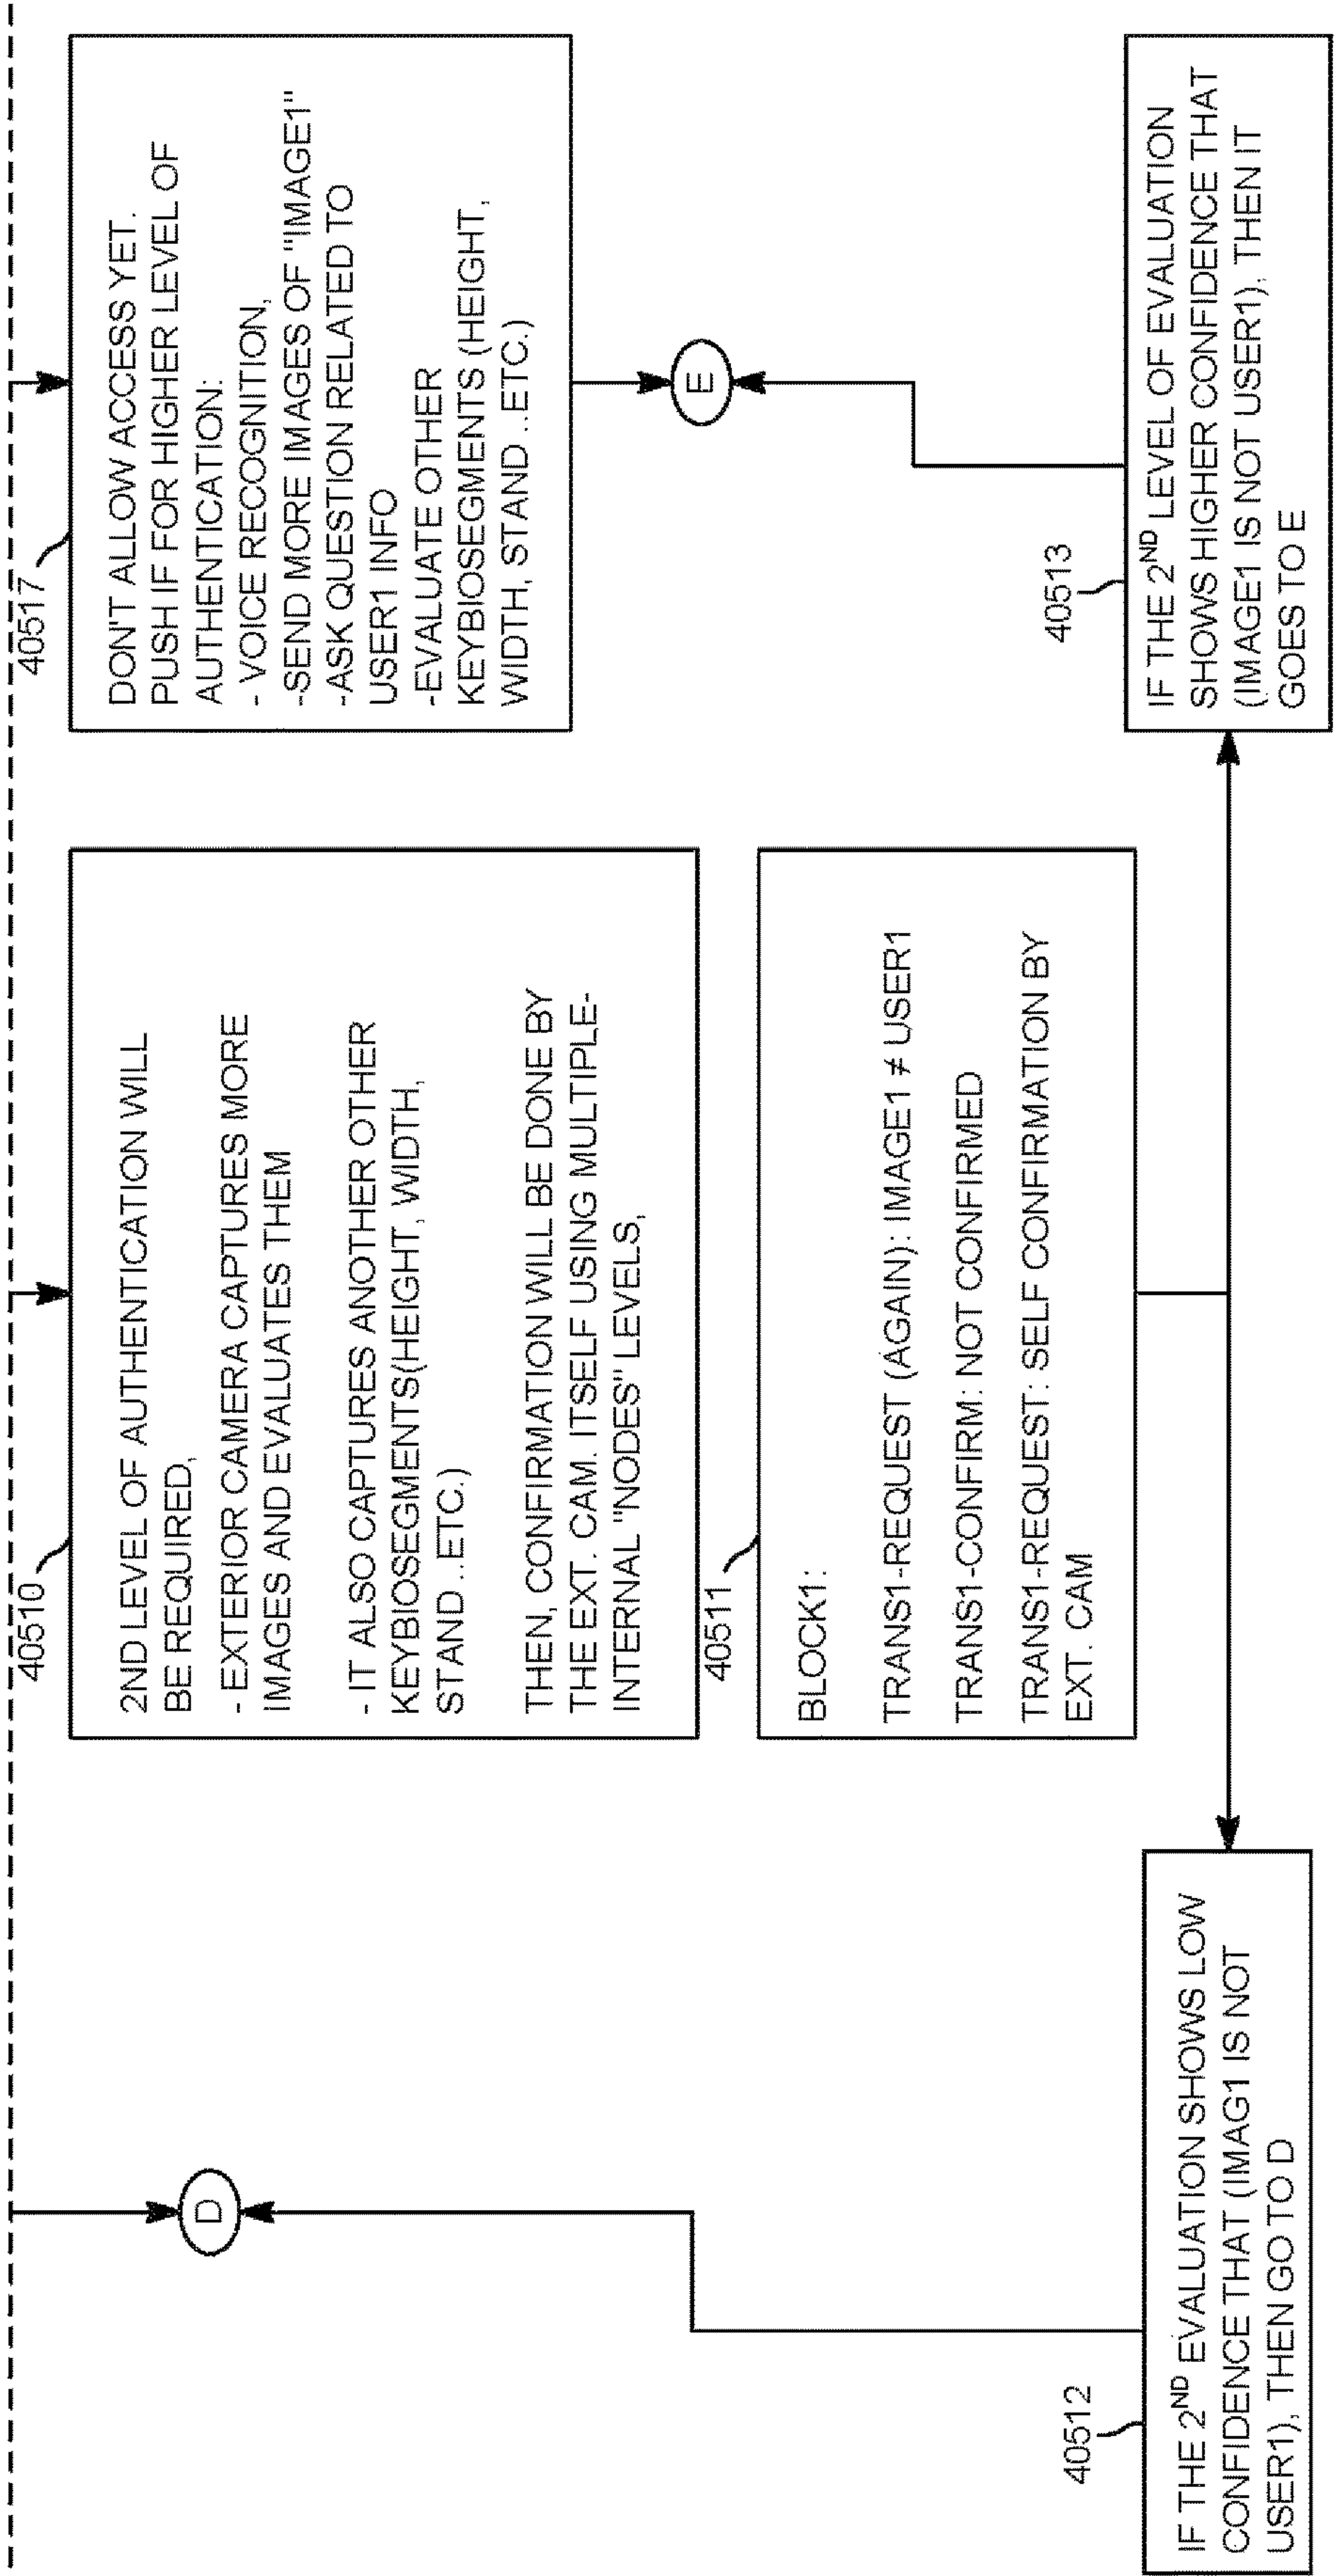 D
40510
2ND LEVEL OF AUTHENTICATION WILL
BE REQUIRED,
- EXTERIOR CAMERA CAPTURES MORE
IMAGES AND EVALUATES THEM
- IT ALSO CAPTURES ANOTHER OTHER
KEYBIOSEGMENTS(HEIGHT, WIDTH,
STAND ..ETC.)
THEN, CONFIRMATION WILL BE DONE BY
THE EXT. CAM. ITSELF USING MULTIPLE-
INTERNAL "NODES" LEVELS,
40517
DON'T ALLOW ACCESS YET.
PUSH IF FOR HIGHER LEVEL OF
AUTHENTICATION:
- VOICE RECOGNITION,
-SEND MORE IMAGES OF "IMAGE1"
-ASK QUESTION RELATED TO
USER1 INFO
-EVALUATE OTHER
KEYBIOSEGMENTS (HEIGHT,
WIDTH, STAND ..ETC.)
40511
BLOCK1:
TRANS1-REQUEST (AGAIN): IMAGE1 ≠ USER1
TRANS1-CONFIRM: NOT CONFIRMED
TRANS1-REQUEST: SELF CONFIRMATION BY
EXT. CAM
E
40512
IF THE 2ND EVALUATION SHOWS LOW
CONFIDENCE THAT (IMAG1 IS NOT
USER1), THEN GO TO D
40513
IF THE 2ND LEVEL OF EVALUATION
SHOWS HIGHER CONFIDENCE THAT
(IMAGE1 IS NOT USER1), THEN IT
GOES TO E